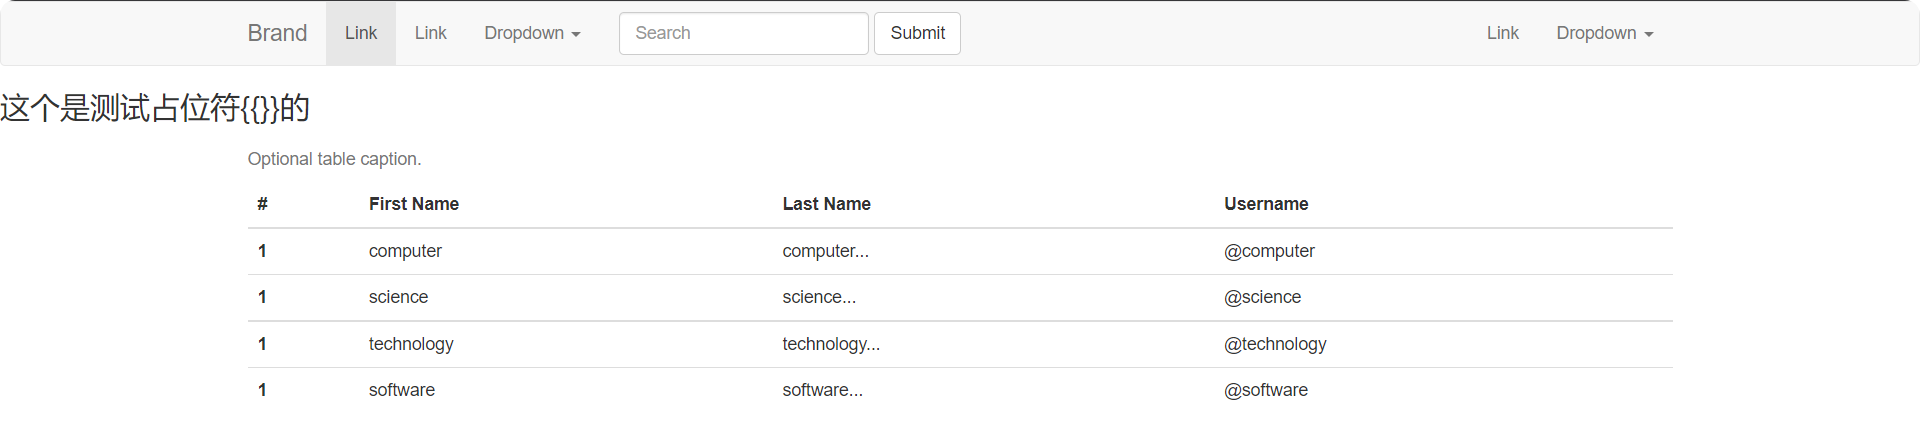 Brand Link Link Dropdown Search Submit Link Dropdown
这个是测试占位符{{}}的
Optional table caption.
# First Name Last Name Username
1 computer computer... @computer
1 science science... @science
1 technology technology... @technology
1 software software... @software